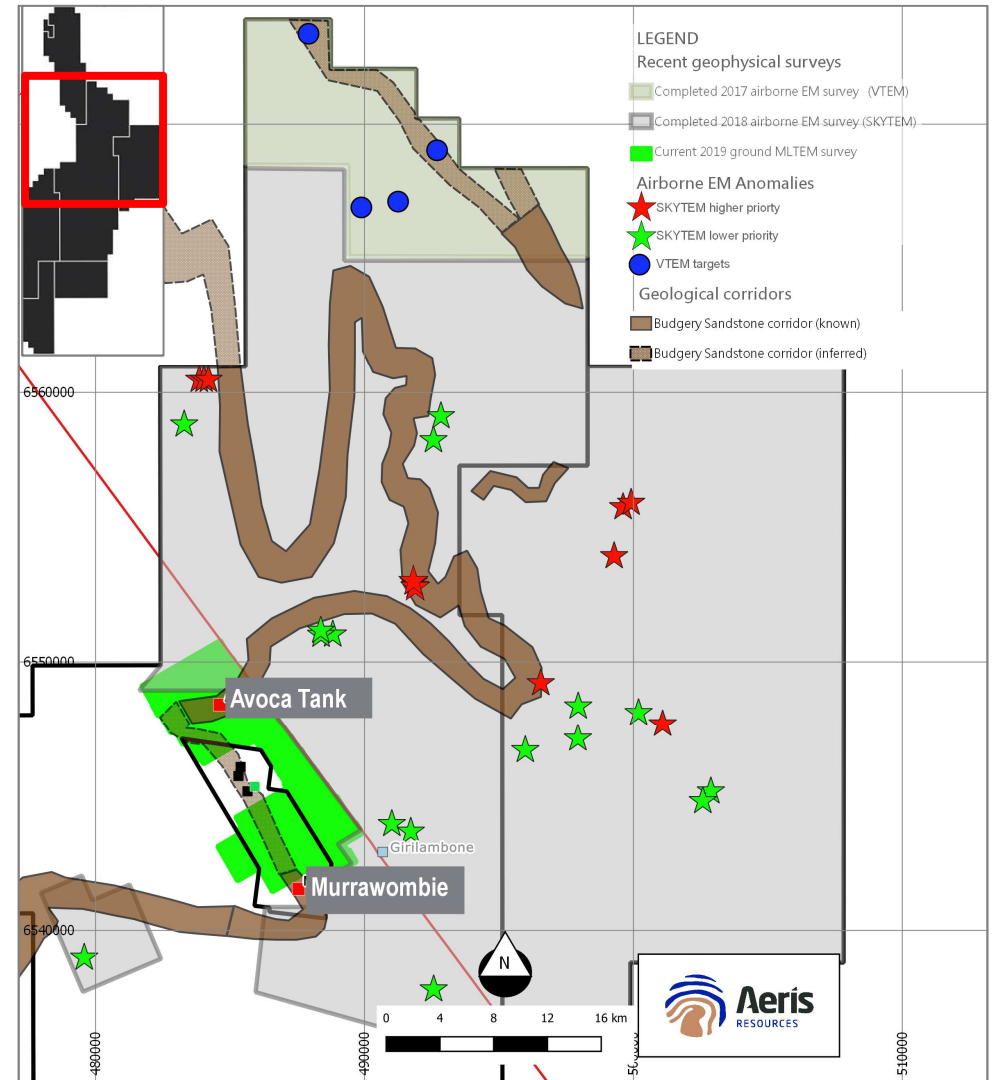 LEGEND
Recent geophysical surveys
Completed 2017 airborne EM survey (VTEM)
Completed 2018 airborne EM survey (SKYTEM)
Current 2019 ground MLTEM survey
Airborne EM Anomalies
SKYTEM higher priorty
SKYTEM lower priority
VTEM targets
Geological corridors
Budgery Sandstone corridor (known)
Budgery Sandstone corridor (inferred)
6560000
6550000
Avoca Tank
Girilambone
Murrawombie
6540000
N
Aeris
RESOURCES
0 4 8 12 16 km
480000
490000
510000